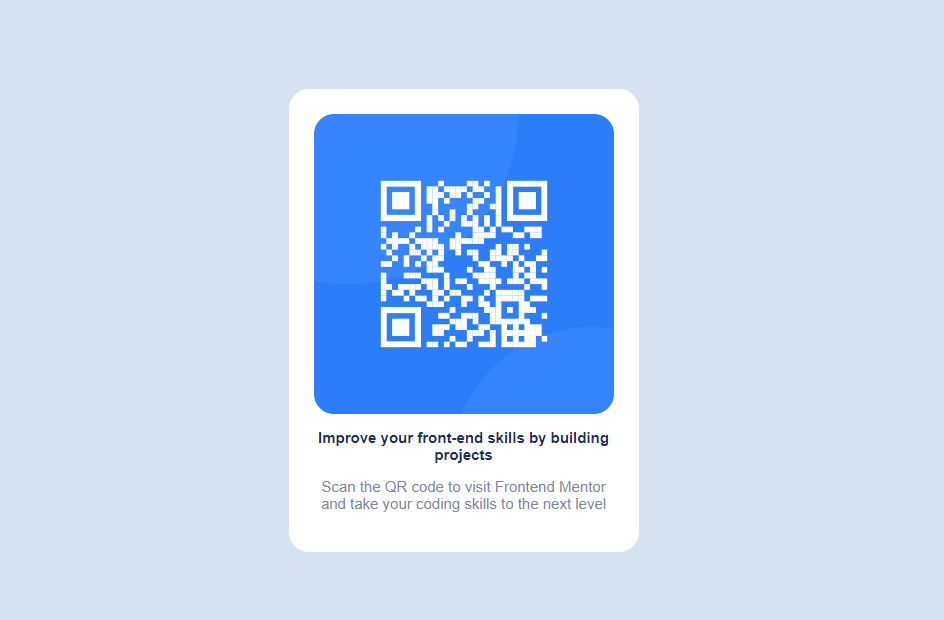 Improve your front-end skills by building
projects
Scan the QR code to visit Frontend Mentor
and take your coding skills to the next level